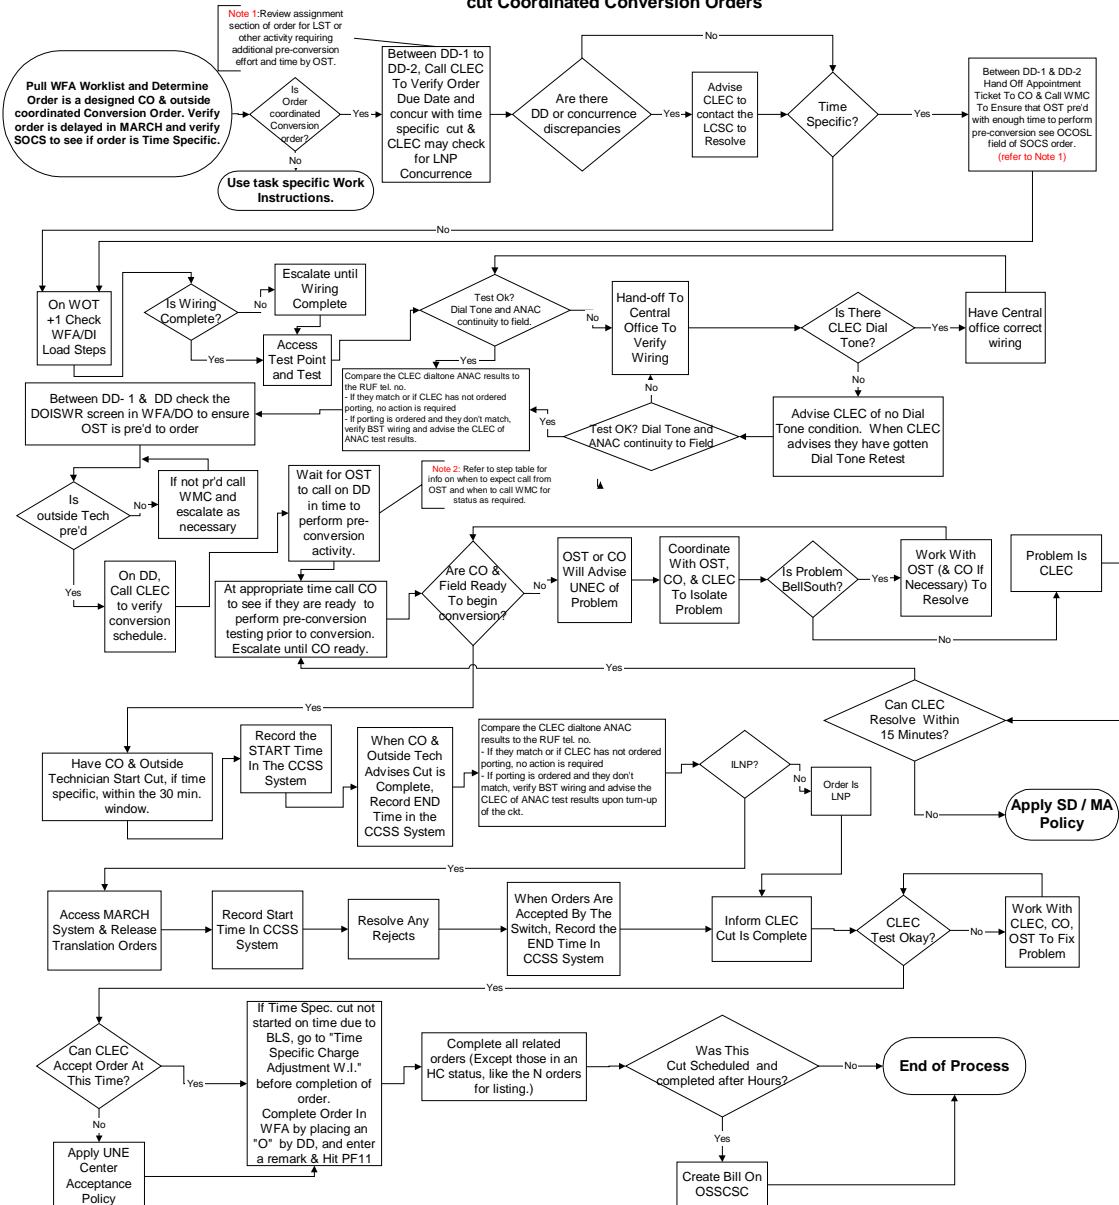 cut Coordinated Conversion Orders
Note 1:Review assignment
section of order for LST or
other activity requiring
additional pre-conversion
effort and time by OST.
Pull WFA Worklist and Determine
Order is a designed CO & outside
coordinated Conversion Order. Verify
order is delayed in MARCH and verify
SOCS to see if order is Time Specific.
Is
Order
coordinated
Conversion
order?
Yes
No
Use task specific Work
Instructions.
Between DD-1 to
DD-2, Call CLEC
To Verify Order
Due Date and
concur with time
specific cut &
CLEC may check
for LNP
Concurrence
Are there
DD or concurrence
discrepancies
No
Yes
Advise
CLEC to
contact the
LCSC to
Resolve
Time
Specific?
Yes
Between DD-1 & DD-2
Hand Off Appointment
Ticket To CO & Call WMC
To Ensure that OST pre'd
with enough time to perform
pre-conversion see OCOSL
field of SOCS order.
(refer to Note 1)
No
On WOT
+1 Check
WFA/DI
Load Steps
Is Wiring
Complete?
No
Yes
Escalate until
Wiring
Complete
Access
Test Point
and Test
Test Ok?
Dial Tone and ANAC
continuity to field.
No
Yes
Hand-off To
Central
Office To
Verify
Wiring
Is There
CLEC Dial
Tone?
Yes
No
Have Central
office correct
wiring
Compare the CLEC dialtone ANAC results to
the RUF tel. no.
- If they match or if CLEC has not ordered
porting, no action is required
- If porting is ordered and they don't match,
verify BST wiring and advise the CLEC of
ANAC test results.
Yes
No
Test OK? Dial Tone and
ANAC continuity to Field
Advise CLEC of no Dial
Tone condition. When CLEC
advises they have gotten
Dial Tone Retest
Between DD- 1 & DD check the
DOISWR screen in WFA/DO to ensure
OST is pre'd to order
Is
outside Tech
pre'd
No
Yes
If not pr'd call
WMC and
escalate as
necessary
Wait for OST
to call on DD
in time to
perform pre-
conversion
activity.
Note 2: Refer to step table for
info on when to expect call from
OST and when to call WMC for
status as required.
On DD,
Call CLEC
to verify
conversion
schedule.
At appropriate time call CO
to see if they are ready to
perform pre-conversion
testing prior to conversion.
Escalate until CO ready.
Are CO &
Field Ready
To begin
conversion?
No
OST or CO
Will Advise
UNEC of
Problem
Coordinate
With OST,
CO, & CLEC
To Isolate
Problem
Is Problem
BellSouth?
Yes
Work With
OST (& CO If
Necessary) To
Resolve
Problem Is
CLEC
No
Yes
Yes
Can CLEC
Resolve Within
15 Minutes?
No
Apply SD / MA
Policy
Have CO & Outside
Technician Start Cut, if time
specific, within the 30 min.
window.
Record the
START Time
In The CCSS
System
When CO &
Outside Tech
Advises Cut is
Complete,
Record END
Time in the
CCSS System
Compare the CLEC dialtone ANAC
results to the RUF tel. no.
- If they match or if CLEC has not ordered
porting, no action is required
- If porting is ordered and they don't
match, verify BST wiring and advise the
CLEC of ANAC test results upon turn-up
of the ckt.
ILNP?
No
Order Is
LNP
Yes
Access MARCH
System & Release
Translation Orders
Record Start
Time In CCSS
System
Resolve Any
Rejects
When Orders Are
Accepted By The
Switch, Record the
END Time In
CCSS System
Inform CLEC
Cut Is Complete
CLEC
Test Okay?
No
Work With
CLEC, CO,
OST To Fix
Problem
Yes
Can CLEC
Accept Order At
This Time?
Yes
No
Apply UNE
Center
Acceptance
Policy
If Time Spec. cut not
started on time due to
BLS, go to "Time
Specific Charge
Adjustment W.I."
before completion of
order.
Complete Order In
WFA by placing an
"O" by DD, and enter
a remark & Hit PF11
Complete all related
orders (Except those in an
HC status, like the N orders
for listing.)
Was This
Cut Scheduled and
completed after Hours?
No
Yes
End of Process
Create Bill On
OSSCSC